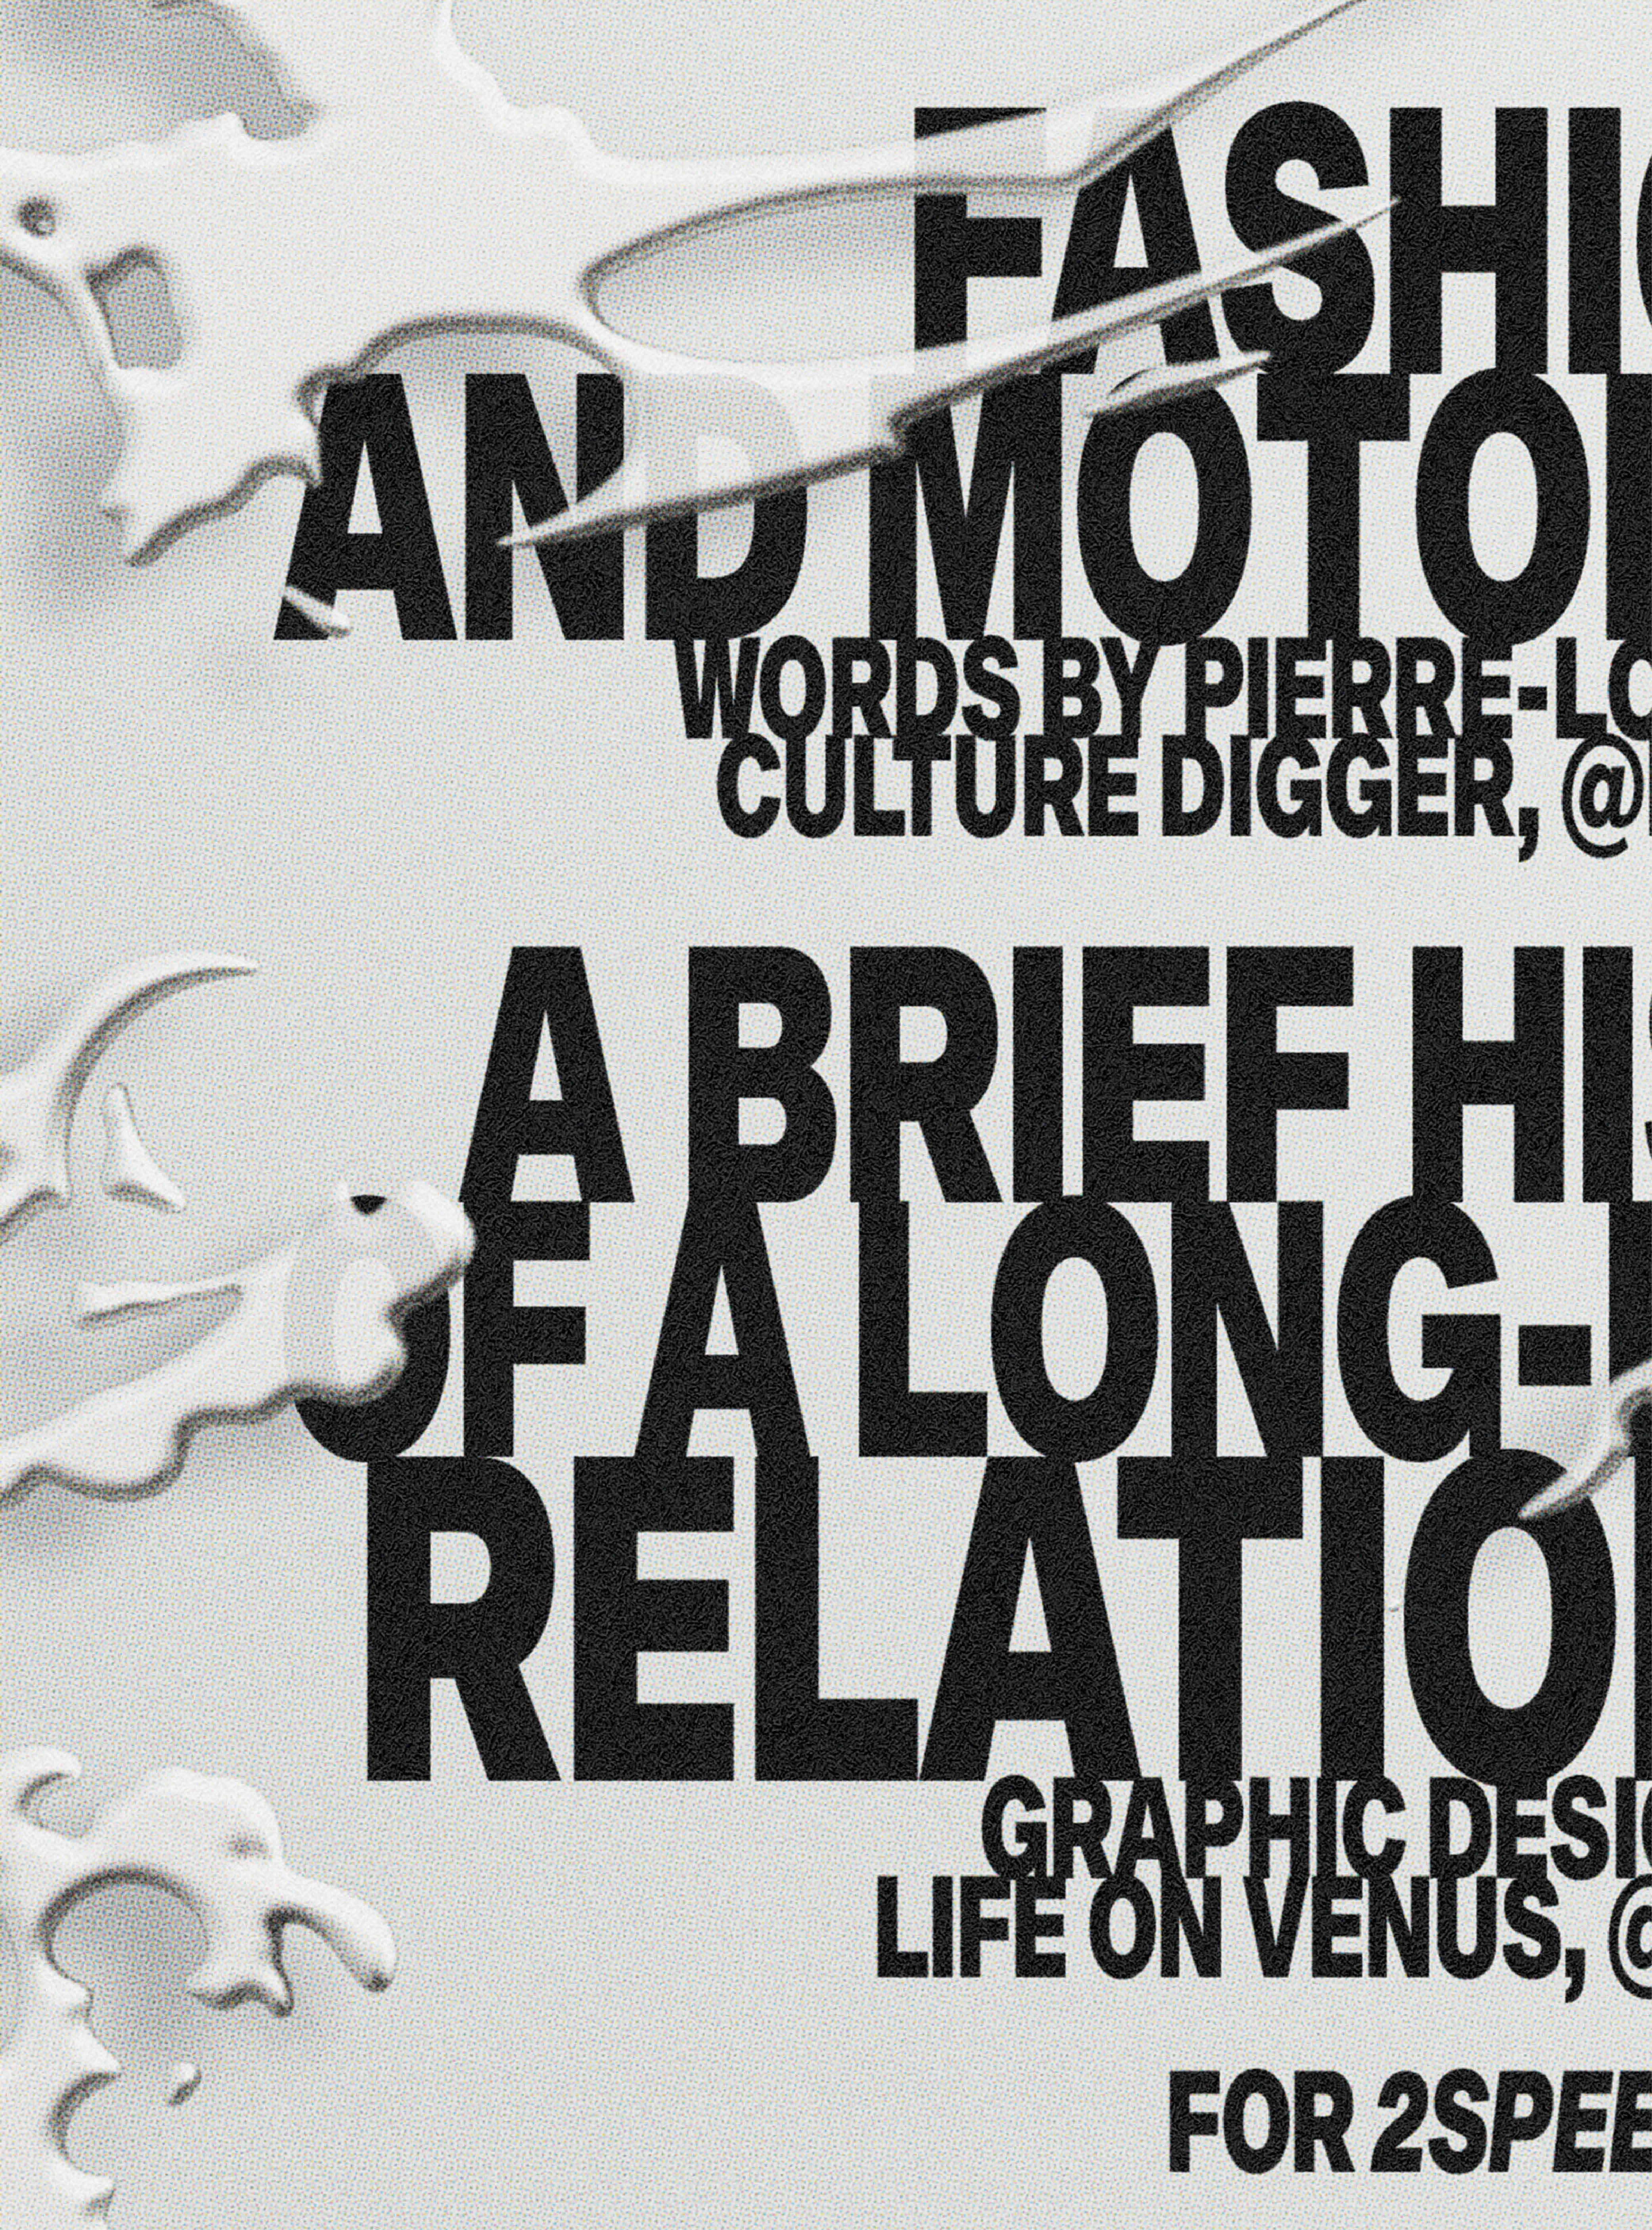 FASHIO
AND MOTOR
WORDS BY PIERRE-LO
CULTURE DIGGER, @
A BRIEF HIS
OF A LONG-
RELATION
GRAPHIC DESIG
LIFE ON VENUS, @
FOR 2SPEE